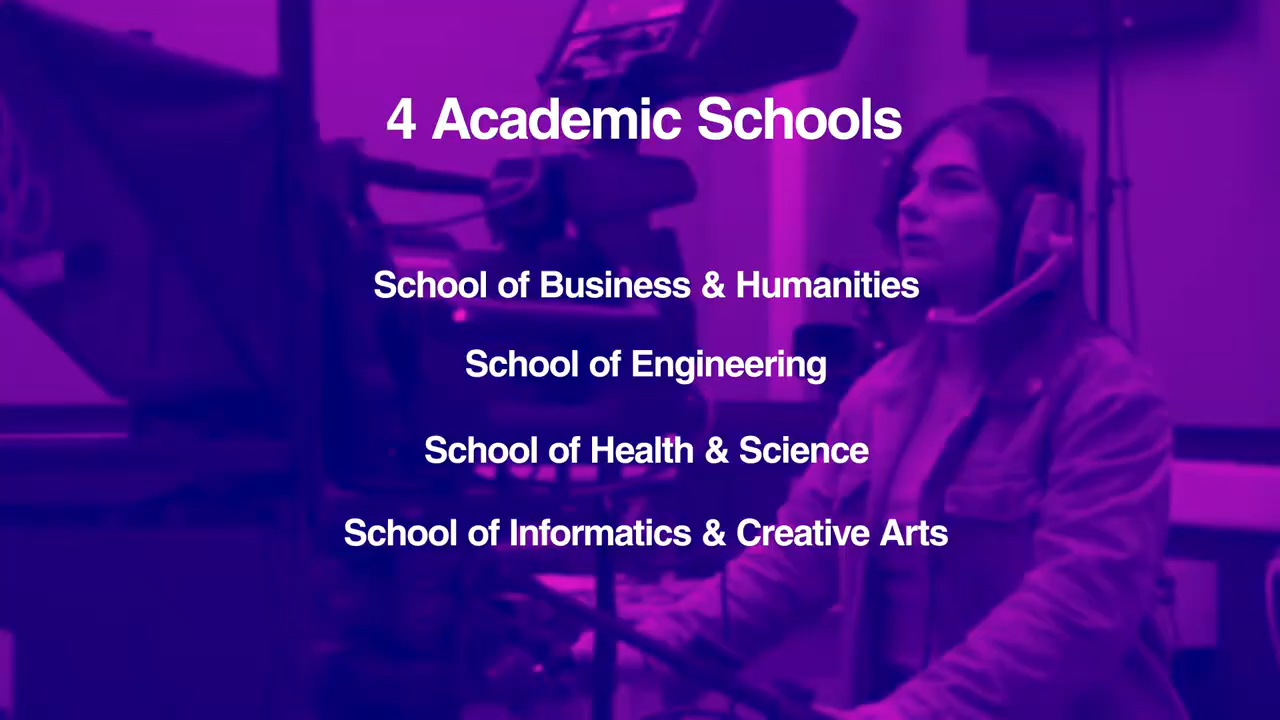 4 Academic Schools
School of Business & Humanities
School of Engineering
School of Health & Science
School of Informatics & Creative Arts